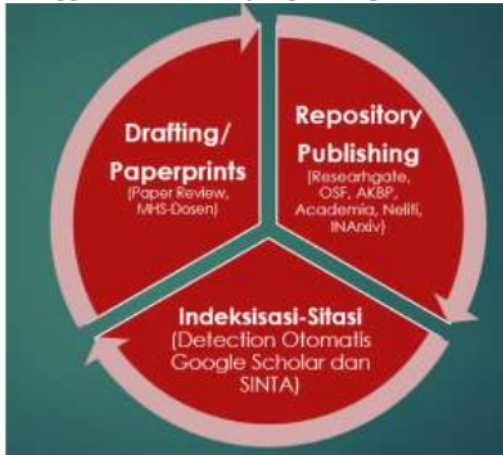 Drafting/
Paperprints
(Paper Review,
MHS-Dosen)
Repository
Publishing
(Researhgate,
OSF, AKBP,
Academia, Neliti,
INArxiv)
Indeksisasi-Sitasi
(Detection Otomatis
Google Scholar dan
SINTA)